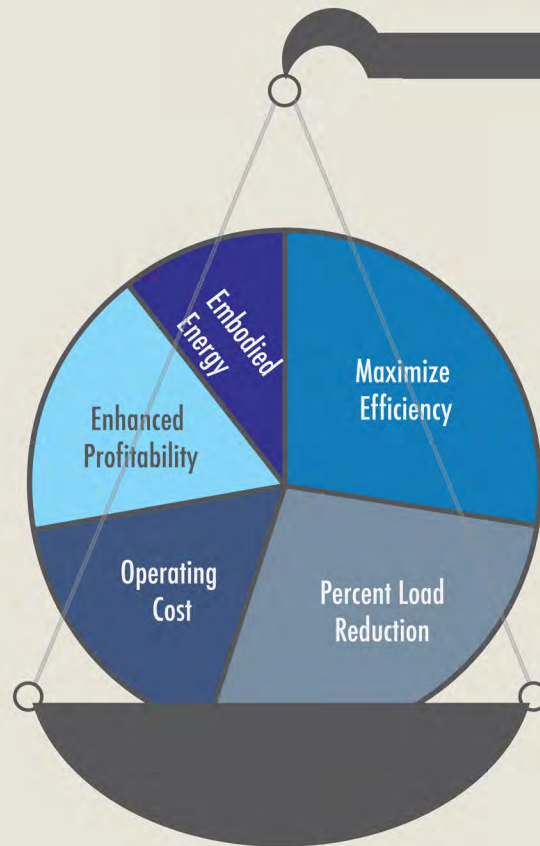 Embodied
Energy
Maximize
Efficiency
Enhanced
Profitability
Operating
Cost
Percent Load
Reduction